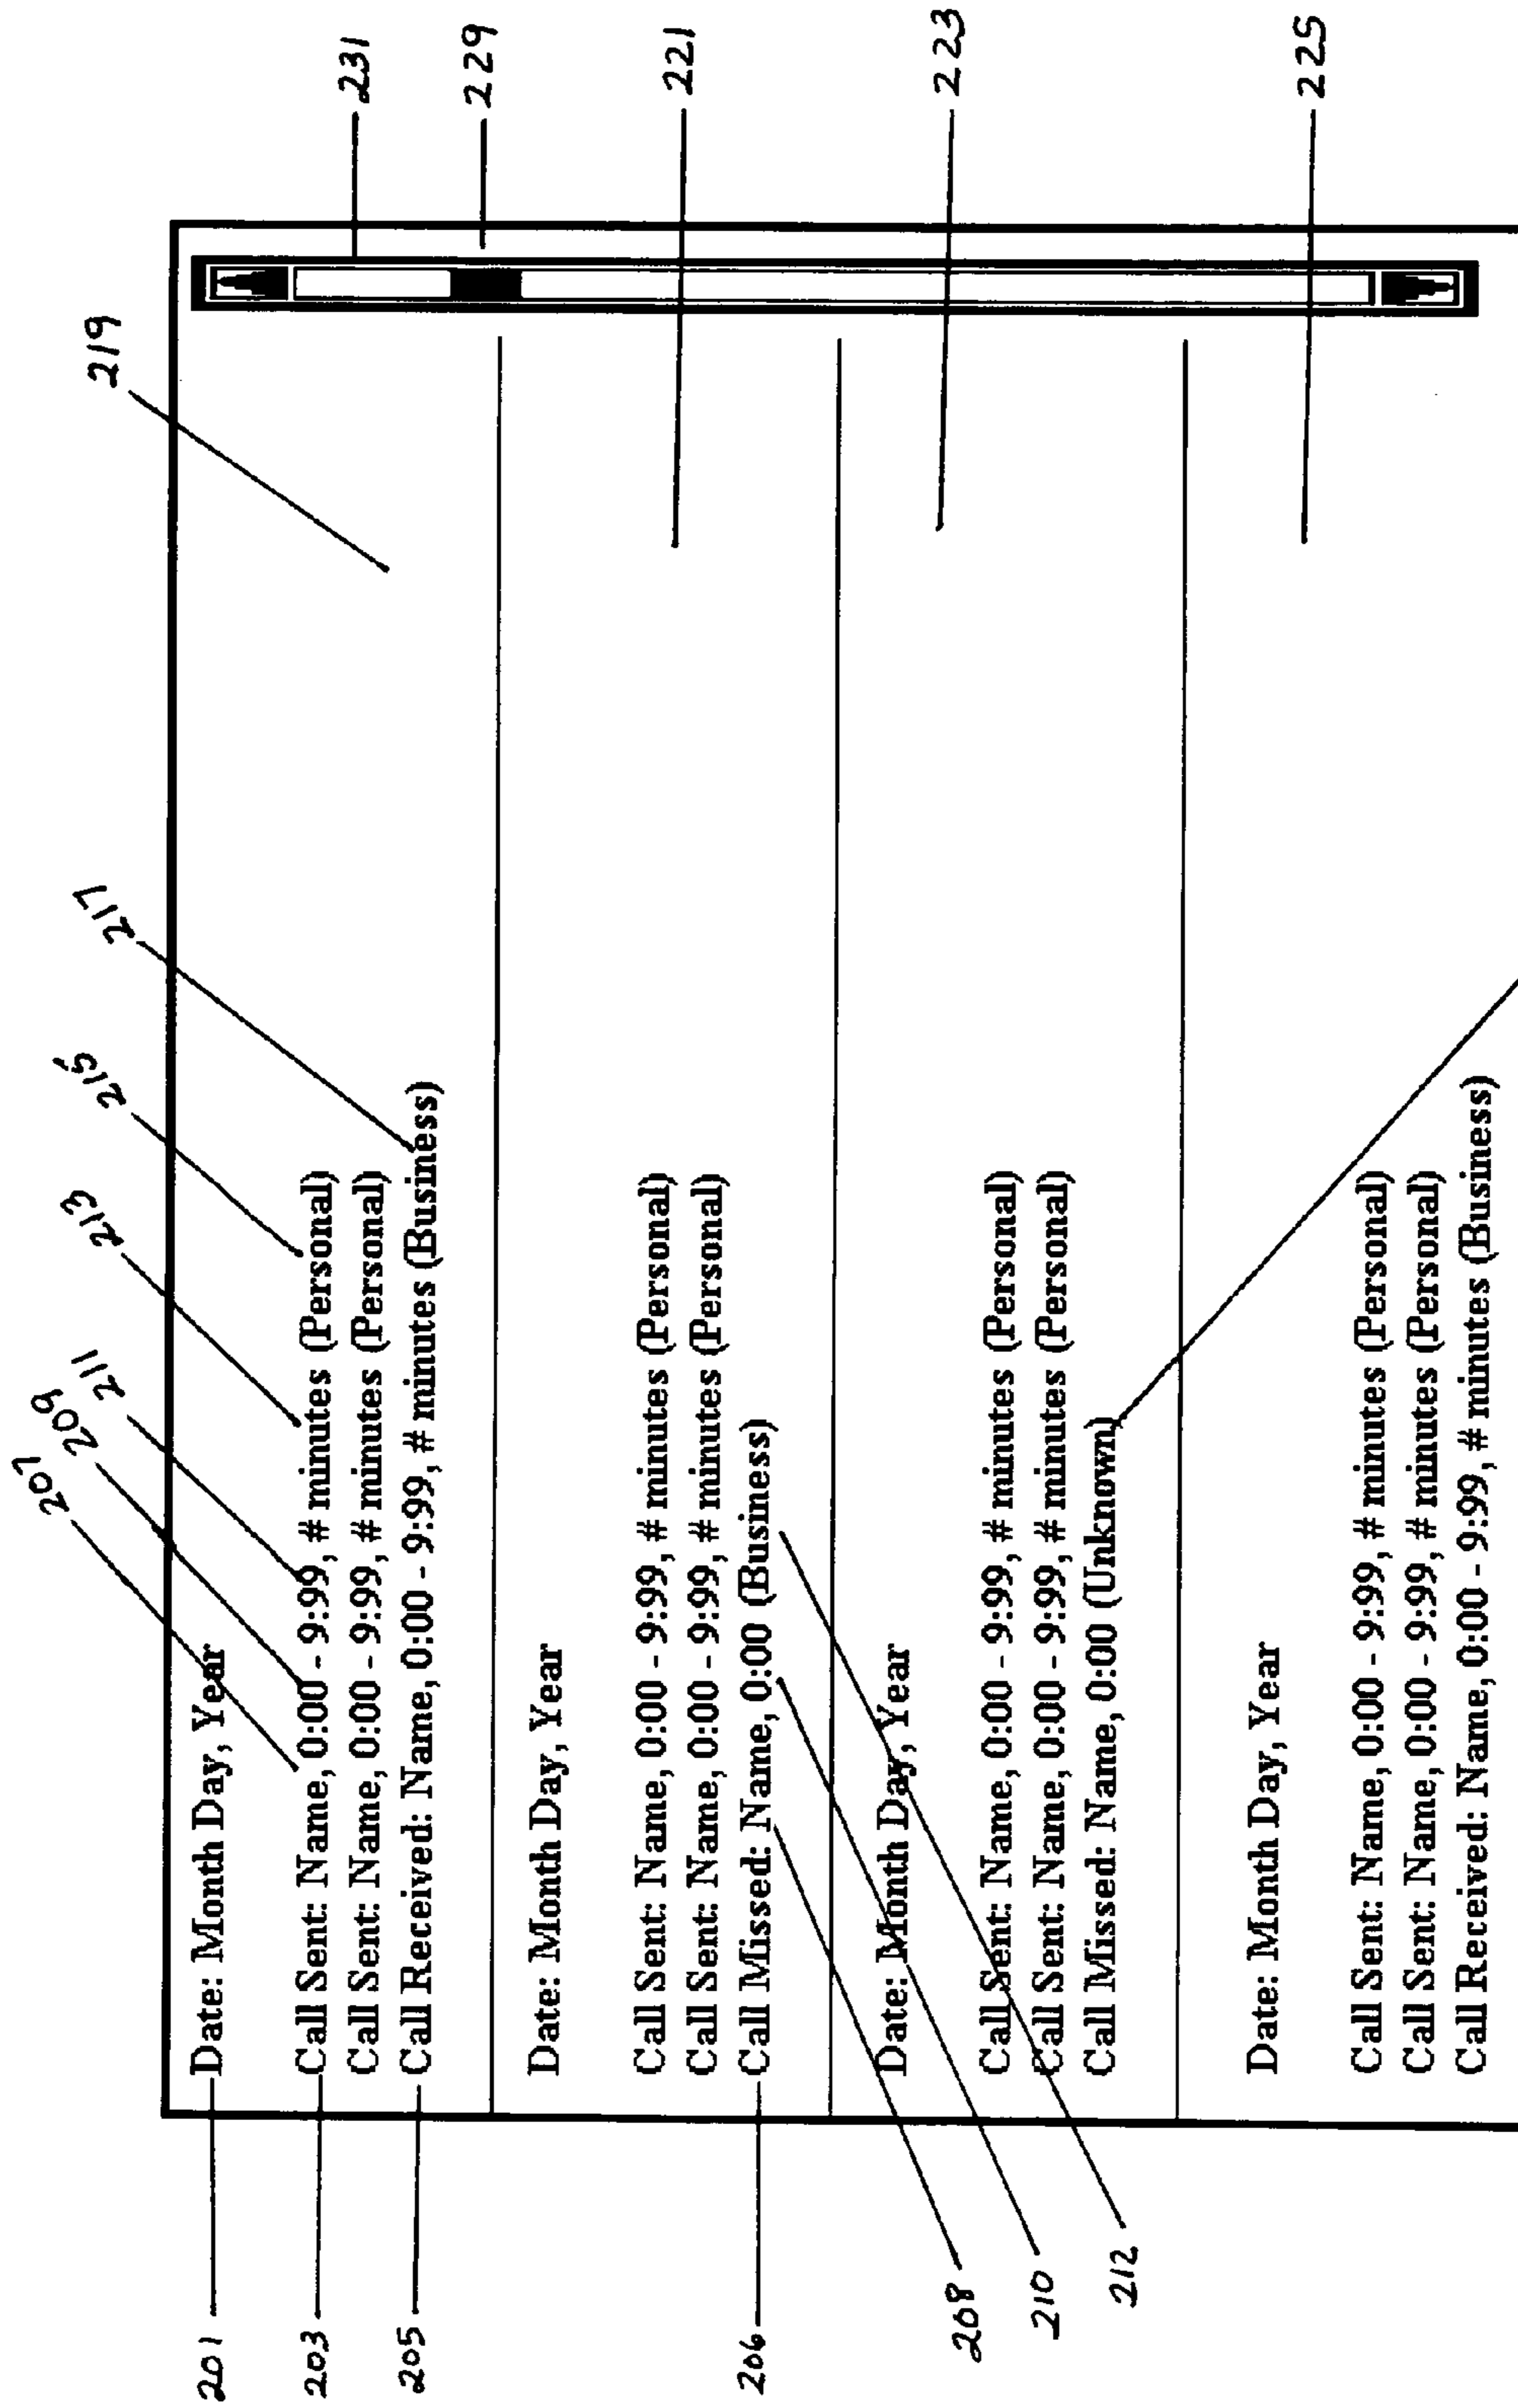 207
209
211
213
215
217
219
201
Date: Month Day, Year
203
Call Sent: Name, 0:00 - 9:99, # minutes (Personal)
Call Sent: Name, 0:00 - 9:99, # minutes (Personal)
205
Call Received: Name, 0:00 - 9:99, # minutes (Business)
231
229
Date: Month Day, Year
221
Call Sent: Name, 0:00 - 9:99, # minutes (Personal)
Call Sent: Name, 0:00 - 9:99, # minutes (Personal)
206
Call Missed: Name, 0:00 (Business)
Date: Month Day, Year
223
Call Sent: Name, 0:00 - 9:99, # minutes (Personal)
Call Sent: Name, 0:00 - 9:99, # minutes (Personal)
Call Missed: Name, 0:00 (Unknown)
208
210
212
Date: Month Day, Year
225
Call Sent: Name, 0:00 - 9:99, # minutes (Personal)
Call Sent: Name, 0:00 - 9:99, # minutes (Personal)
Call Received: Name, 0:00 - 9:99, # minutes (Business)